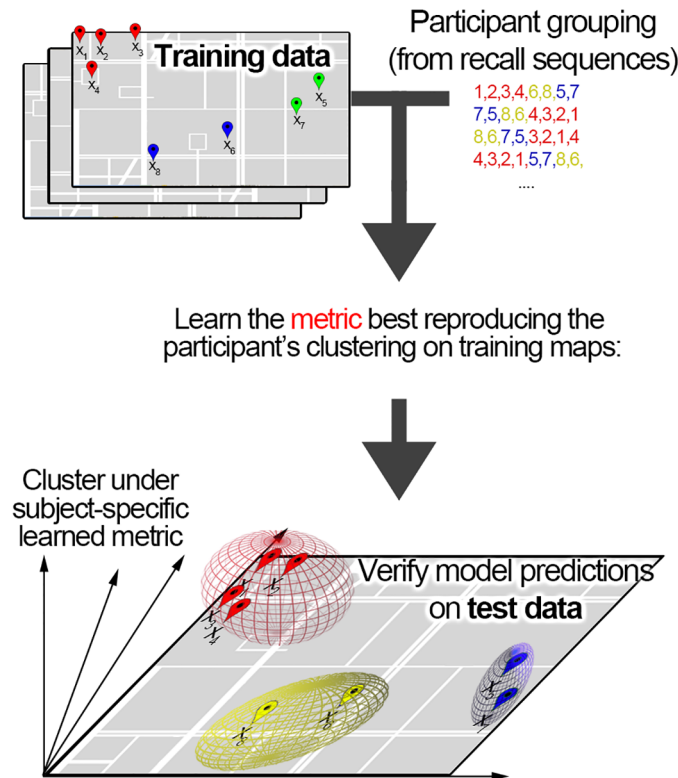 Training data
x1
x2
x3
x4
x5
x7
x6
x8
Participant grouping
(from recall sequences)
1,2,3,4,6,8,5,7
7,5,8,6,4,3,2,1
8,6,7,5,3,2,1,4
4,3,2,1,5,7,8,6,
....
Learn the metric best reproducing the
participant's clustering on training maps:
Cluster under
subject-specific
learned metric
Verify model predictions
on test data